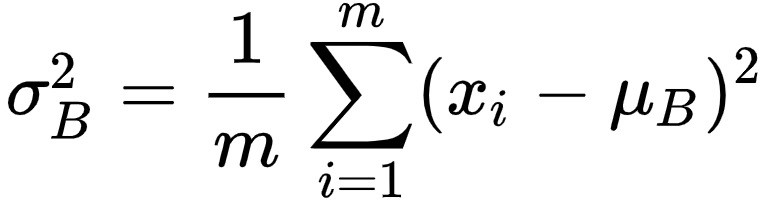 σ_B^2 = \frac{1}{m} \sum_{i=1}^{m} (x_i - μ_B)^2